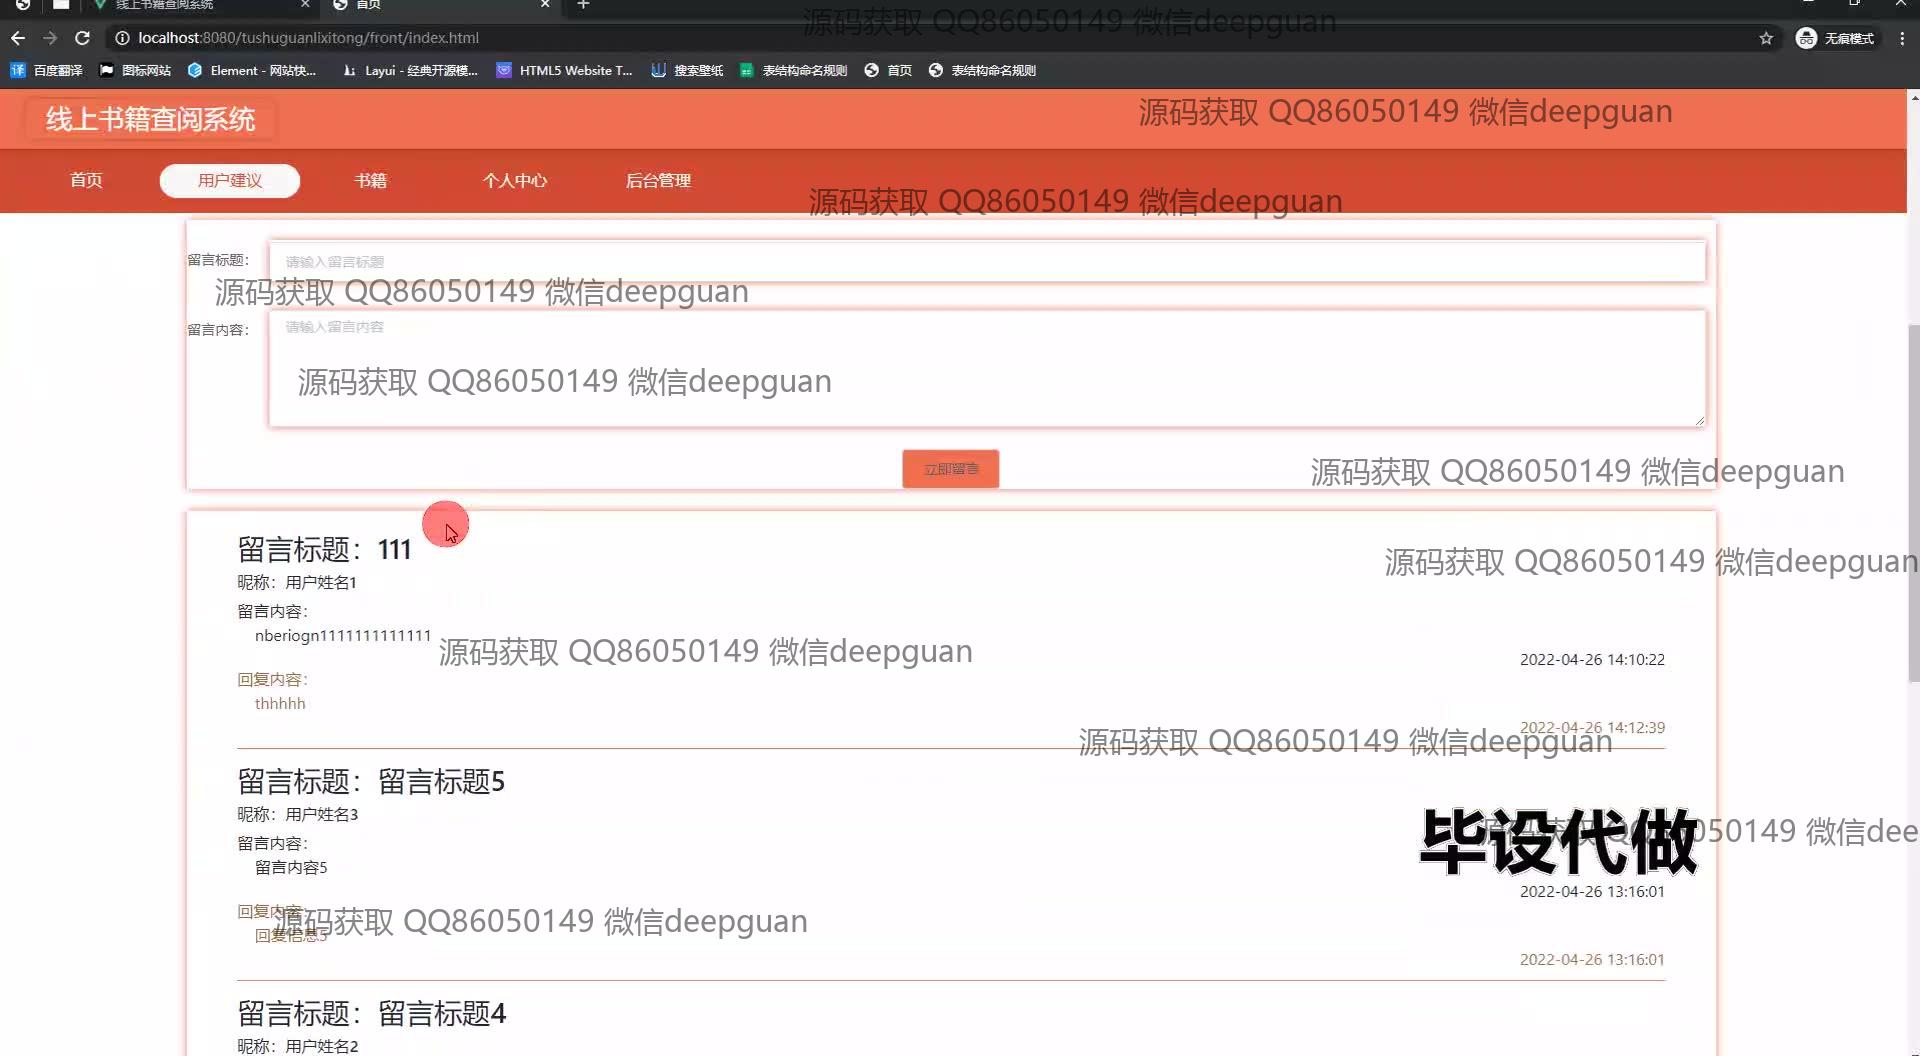 线上书籍查阅系统 首页
localhost:8080/tushuguanlixitong/front/index.html 无痕模式
源码获取 QQ86050149 微信deepguan
百度翻译 图标网站 Element - 网站快... Layui - 经典开源模... HTML5 Website T... 搜索壁纸 表结构命名规则 首页 表结构命名规则
线上书籍查阅系统
源码获取 QQ86050149 微信deepguan
首页 用户建议 书籍 个人中心 后台管理
源码获取 QQ86050149 微信deepguan
留言标题： 请输入留言标题
源码获取 QQ86050149 微信deepguan
留言内容： 请输入留言内容
源码获取 QQ86050149 微信deepguan
立即留言
源码获取 QQ86050149 微信deepguan
留言标题：111
源码获取 QQ86050149 微信deepguan
昵称：用户姓名1
留言内容：
nberiogn1111111111111
源码获取 QQ86050149 微信deepguan
2022-04-26 14:10:22
回复内容：
thhhhh
2022-04-26 14:12:39
源码获取 QQ86050149 微信deepguan
留言标题：留言标题5
昵称：用户姓名3
毕设代做
050149 微信deep
留言内容：
留言内容5
2022-04-26 13:16:01
回复内容：
源码获取 QQ86050149 微信deepguan
回复信息5
2022-04-26 13:16:01
留言标题：留言标题4
昵称：用户姓名2